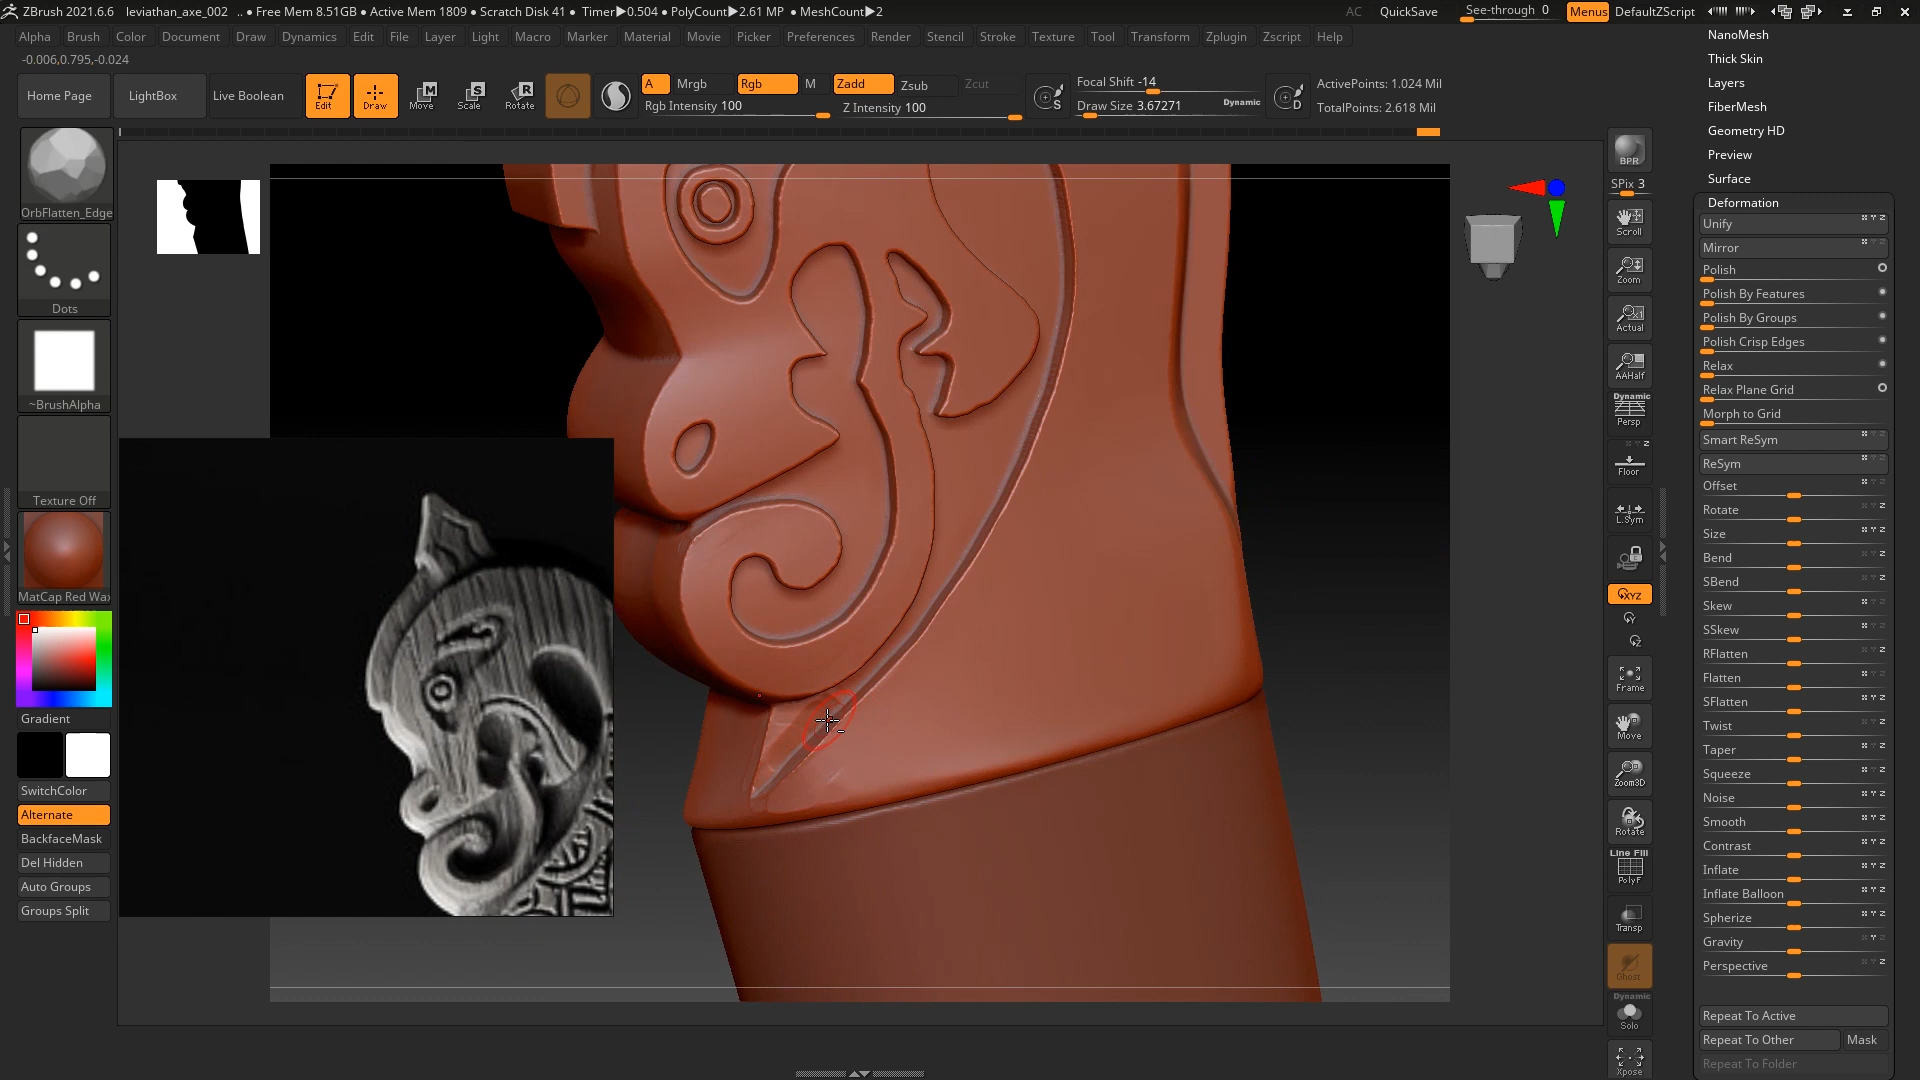 ZBrush 2021.6.6 leviathan_axe_002 .. • Free Mem 8.51GB • Active Mem 1809 • Scratch Disk 41 • Timer▶0.504 • PolyCount▶2.61 MP • MeshCount▶2 AC QuickSave See-through 0 Menus DefaultZScript
Alpha Brush Color Document Draw Dynamics Edit File Layer Light Macro Marker Material Movie Picker Preferences Render Stencil Stroke Texture Tool Transform Zplugin Zscript Help
-0.006,0.795,-0.024
Home Page LightBox Live Boolean Edit Draw Move Scale Rotate
A Mrgb Rgb M Zadd Zsub Zcut
Rgb Intensity 100 Z Intensity 100
S Focal Shift -14
Draw Size 3.67271 Dynamic D
ActivePoints: 1.024 Mil
TotalPoints: 2.618 Mil
OrbFlatten_Edge
Dots
~BrushAlpha
Texture Off
MatCap Red Wax
Gradient
SwitchColor
Alternate
BackfaceMask
Del Hidden
Auto Groups
Groups Split
BPR
SPix 3
Scroll
Zoom
Actual
AAHalf
Dynamic
Persp
Floor
L.Sym
XYZ
Y
Z
Frame
Move
Zoom3D
Rotate
Line Fill
PolyF
Transp
Ghost
Dynamic
Solo
Xpose
NanoMesh
Thick Skin
Layers
FiberMesh
Geometry HD
Preview
Surface
Deformation
Unify
Mirror
Polish
Polish By Features
Polish By Groups
Polish Crisp Edges
Relax
Relax Plane Grid
Morph to Grid
Smart ReSym
ReSym
Offset
Rotate
Size
Bend
SBend
Skew
SSkew
RFlatten
Flatten
SFlatten
Twist
Taper
Squeeze
Noise
Smooth
Contrast
Inflate
Inflate Balloon
Spherize
Gravity
Perspective
Repeat To Active
Repeat To Other Mask
Repeat To Folder